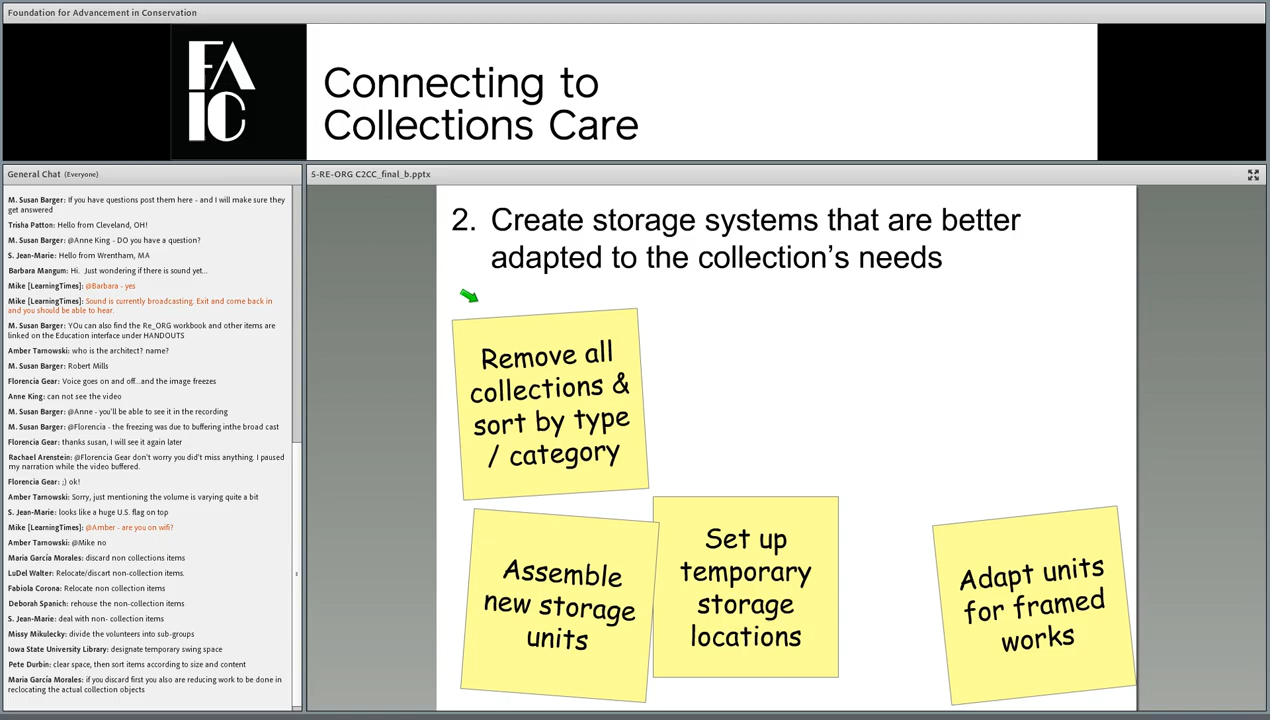 Foundation for Advancement in Conservation
FA
IC
Connecting to
Collections Care
General Chat (Everyone)
M. Susan Barger: If you have questions post them here - and I will make sure they
get answered
Trisha Patton: Hello from Cleveland, OH!
M. Susan Barger: @Anne King - DO you have a question?
S. Jean-Marie: Hello from Wrentham, MA
Barbara Mangum: Hi. Just wondering if there is sound yet...
Mike [LearningTimes]: @Barbara - yes
Mike [LearningTimes]: Sound is currently broadcasting. Exit and come back in
and you should be able to hear.
M. Susan Barger: YOu can also find the Re_ORG workbook and other items are
linked on the Education interface under HANDOUTS
Amber Tarnowski: who is the architect? name?
M. Susan Barger: Robert Mills
Florencia Gear: Voice goes on and off...and the image freezes
Anne King: can not see the video
M. Susan Barger: @Anne - you'll be able to see it in the recording
M. Susan Barger: @Florencia - the freezing was due to buffering inthe broad cast
Florencia Gear: thanks susan, I will see it again later
Rachael Arenstein: @Florencia Gear don't worry you did't miss anything. I paused
my narration while the video buffered.
Florencia Gear: ;) ok!
Amber Tarnowski: Sorry, just mentioning the volume is varying quite a bit
S. Jean-Marie: looks like a huge U.S. flag on top
Mike [LearningTimes]: @Amber - are you on wifi?
Amber Tarnowski: @Mike no
Maria García Morales: discard non collections items
LuDel Walter: Relocate/discart non-collection items.
Fabiola Corona: Relocate non collection items
Deborah Spanich: rehouse the non-collection items
S. Jean-Marie: deal with non- collection items
Missy Mikulecky: divide the volunteers into sub-groups
Iowa State University Library: designate temporary swing space
Pete Durbin: clear space, then sort items according to size and content
Maria García Morales: if you discard first you also are reducing work to be done in
reclocating the actual collection objects
5-RE-ORG C2CC_final_b.pptx
2. Create storage systems that are better
adapted to the collection's needs
Remove all
collections &
sort by type
/ category
Assemble
new storage
units
Set up
temporary
storage
locations
Adapt units
for framed
works